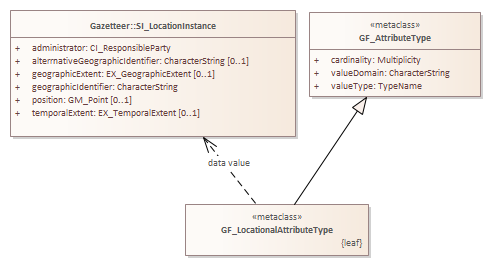 Gazetteer::SI_LocationInstance
+ administrator: CI_ResponsibleParty
+ alterrnativeGeographicIdentifier: CharacterString [0..1]
+ geographicExtent: EX_GeographicExtent [0..1]
+ geographicIdentifier: CharacterString
+ position: GM_Point [0..1]
+ temporalExtent: EX_TemporalExtent [0..1]
«metaclass»
GF_AttributeType
+ cardinality: Multiplicity
+ valueDomain: CharacterString
+ valueType: TypeName
data value
«metaclass»
GF_LocationalAttributeType
{leaf}